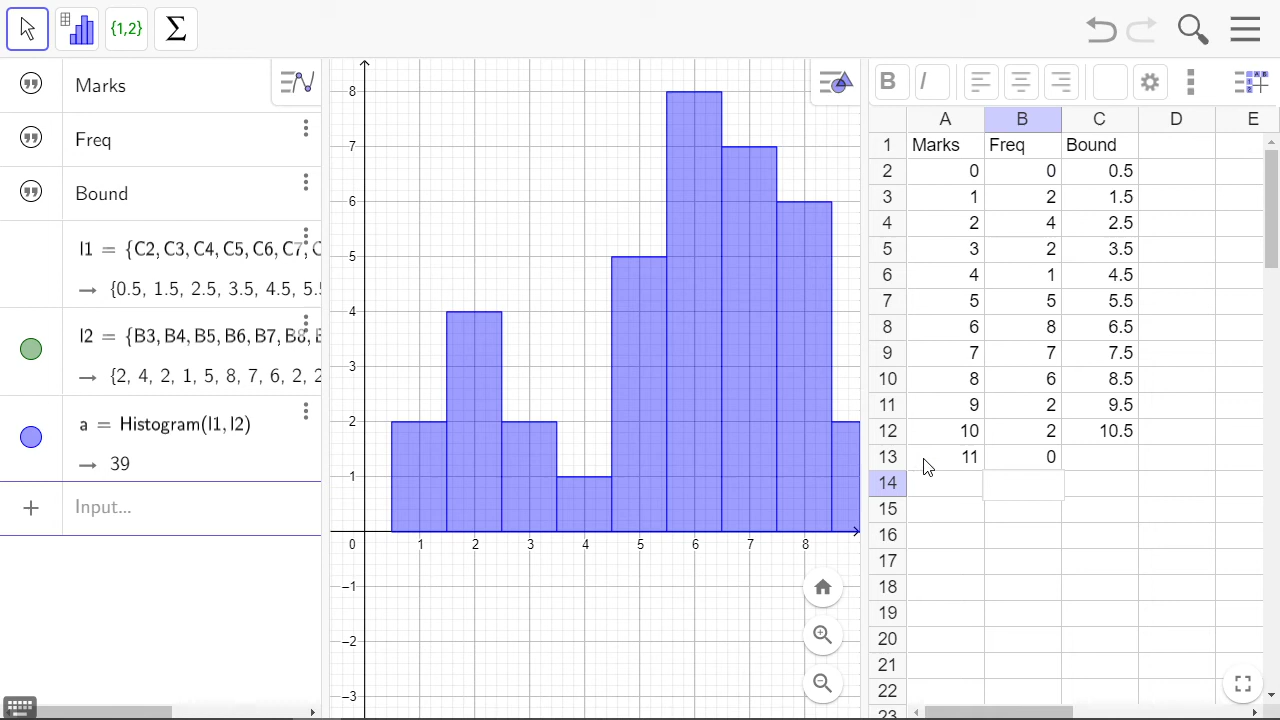 {1,2} Σ
Marks
Freq
Bound
l1 = {C2, C3, C4, C5, C6, C7, C
→ {0.5, 1.5, 2.5, 3.5, 4.5, 5.5
l2 = {B3, B4, B5, B6, B7, B8, B
→ {2, 4, 2, 1, 5, 8, 7, 6, 2, 2
a = Histogram(l1, l2)
→ 39
+ Input...
8
7
6
5
4
3
2
1
0 1 2 3 4 5 6 7 8
−1
−2
−3
B I
A B C D E
1 Marks Freq Bound
2 0 0 0.5
3 1 2 1.5
4 2 4 2.5
5 3 2 3.5
6 4 1 4.5
7 5 5 5.5
8 6 8 6.5
9 7 7 7.5
10 8 6 8.5
11 9 2 9.5
12 10 2 10.5
13 11 0
14
15
16
17
18
19
20
21
22
23